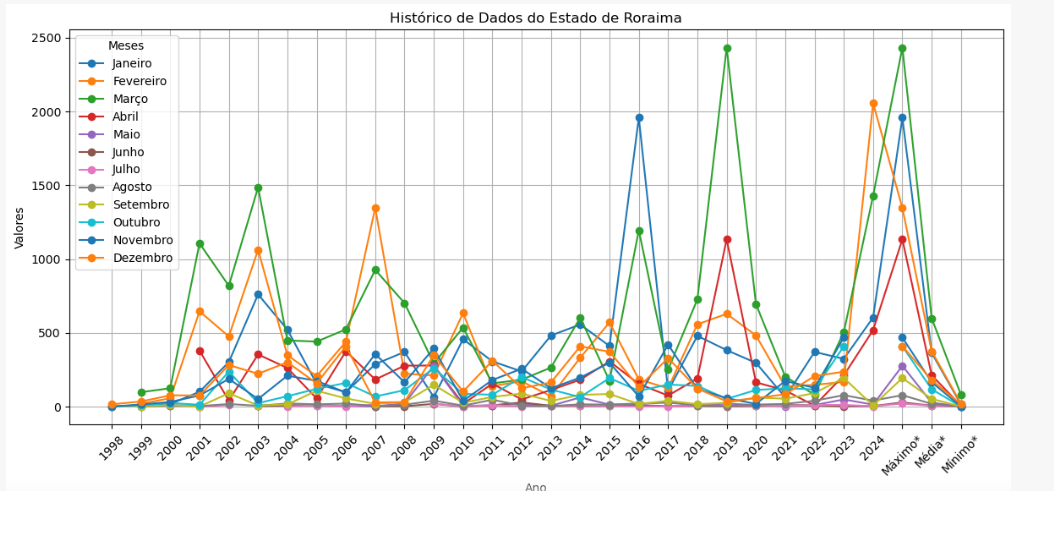 Histórico de Dados do Estado de Roraima
2500
2000
1500
1000
500
0
Valores
Meses
Janeiro
Fevereiro
Março
Abril
Maio
Junho
Julho
Agosto
Setembro
Outubro
Novembro
Dezembro
1998
1999
2000
2001
2002
2003
2004
2005
2006
2007
2008
2009
2010
2011
2012
2013
2014
2015
2016
2017
2018
2019
2020
2021
2022
2023
2024
Máximo*
Média*
Mínimo*
Ano